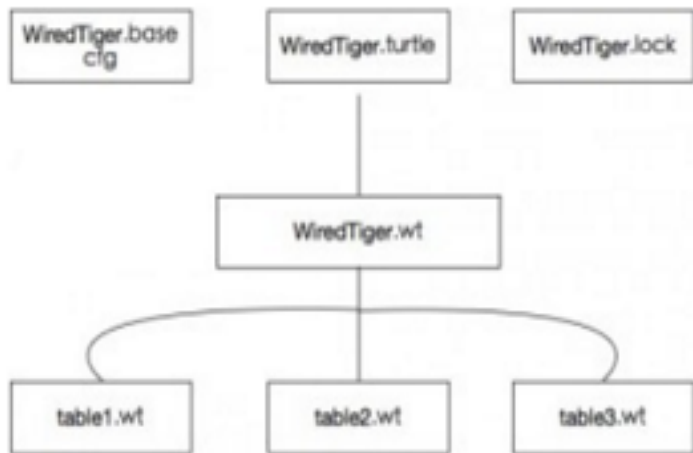 WiredTiger.base
cfg
WiredTiger.turtle
WiredTiger.lock
WiredTiger.wt
table1.wt
table2.wt
table3.wt